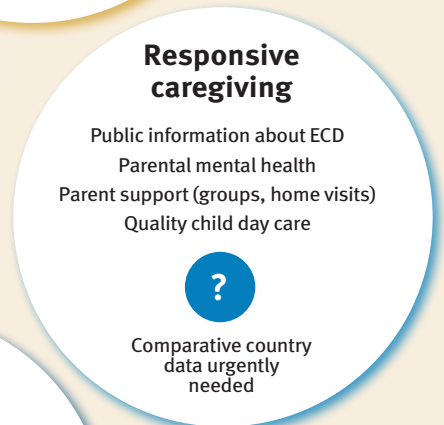 Responsive
caregiving
Public information about ECD
Parental mental health
Parent support (groups, home visits)
Quality child day care
?
Comparative country
data urgently
needed